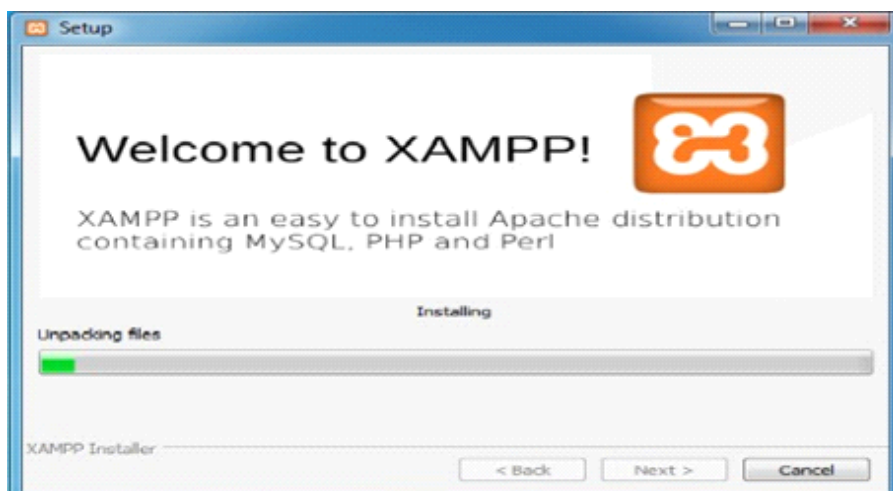 Setup
Welcome to XAMPP!
XAMPP is an easy to install Apache distribution
containing MySQL, PHP and Perl
Installing
Unpacking files
XAMPP Installer
< Back
Next >
Cancel